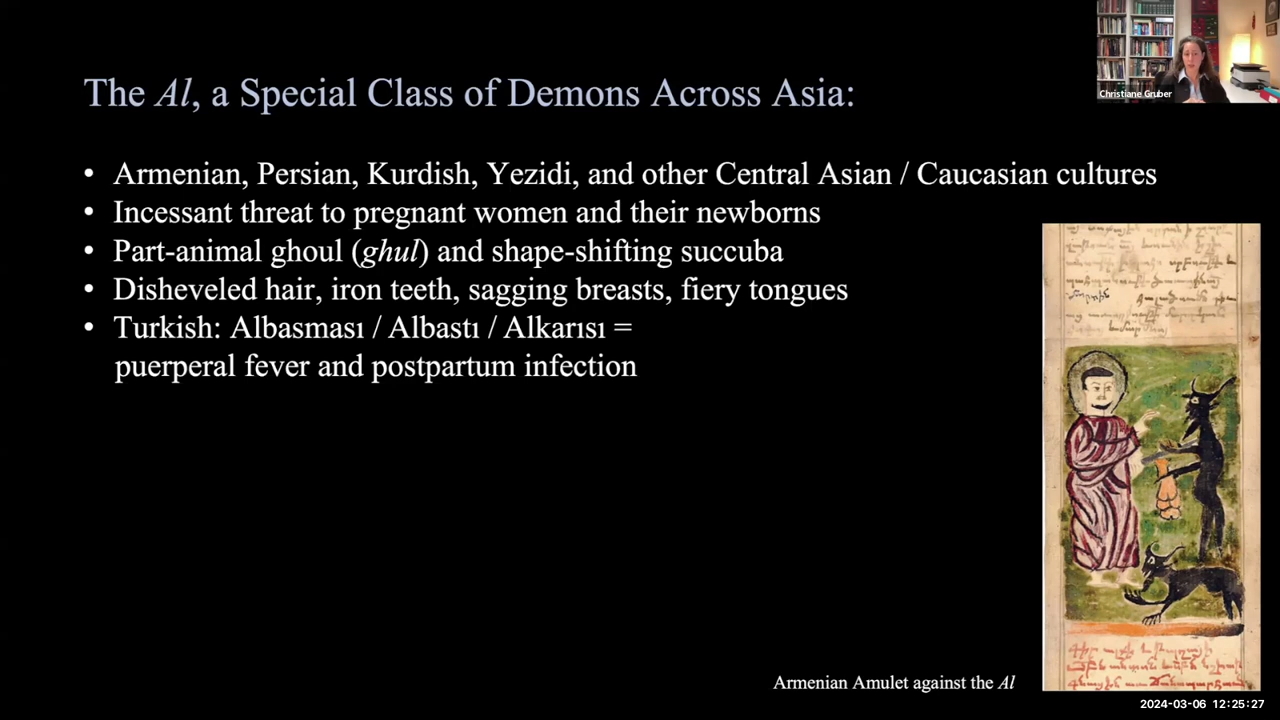 The Al, a Special Class of Demons Across Asia:
• Armenian, Persian, Kurdish, Yezidi, and other Central Asian / Caucasian cultures
• Incessant threat to pregnant women and their newborns
• Part-animal ghoul (ghul) and shape-shifting succuba
• Disheveled hair, iron teeth, sagging breasts, fiery tongues
• Turkish: Albasması / Albastı / Alkarısı =
puerperal fever and postpartum infection
Armenian Amulet against the Al
Christiane Gruber
2024-03-06 12:25:27